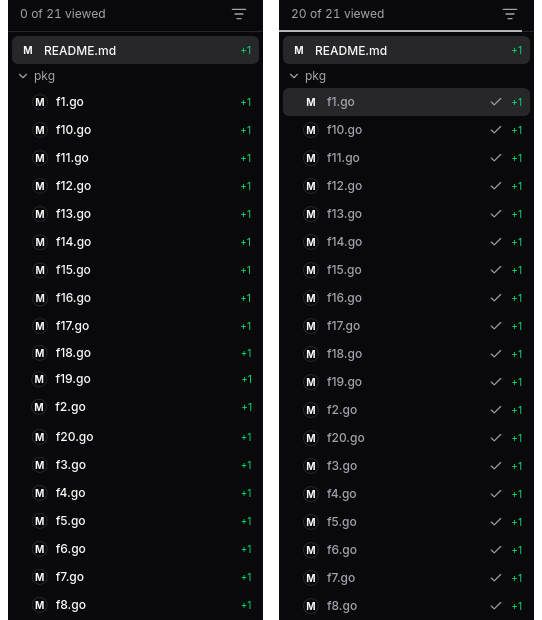 0 of 21 viewed
M README.md +1
pkg
M f1.go +1
M f10.go +1
M f11.go +1
M f12.go +1
M f13.go +1
M f14.go +1
M f15.go +1
M f16.go +1
M f17.go +1
M f18.go +1
M f19.go +1
M f2.go +1
M f20.go +1
M f3.go +1
M f4.go +1
M f5.go +1
M f6.go +1
M f7.go +1
M f8.go +1
20 of 21 viewed
M README.md +1
pkg
M f1.go ✓ +1
M f10.go ✓ +1
M f11.go ✓ +1
M f12.go ✓ +1
M f13.go ✓ +1
M f14.go ✓ +1
M f15.go ✓ +1
M f16.go ✓ +1
M f17.go ✓ +1
M f18.go ✓ +1
M f19.go ✓ +1
M f2.go ✓ +1
M f20.go ✓ +1
M f3.go ✓ +1
M f4.go ✓ +1
M f5.go ✓ +1
M f6.go ✓ +1
M f7.go ✓ +1
M f8.go ✓ +1